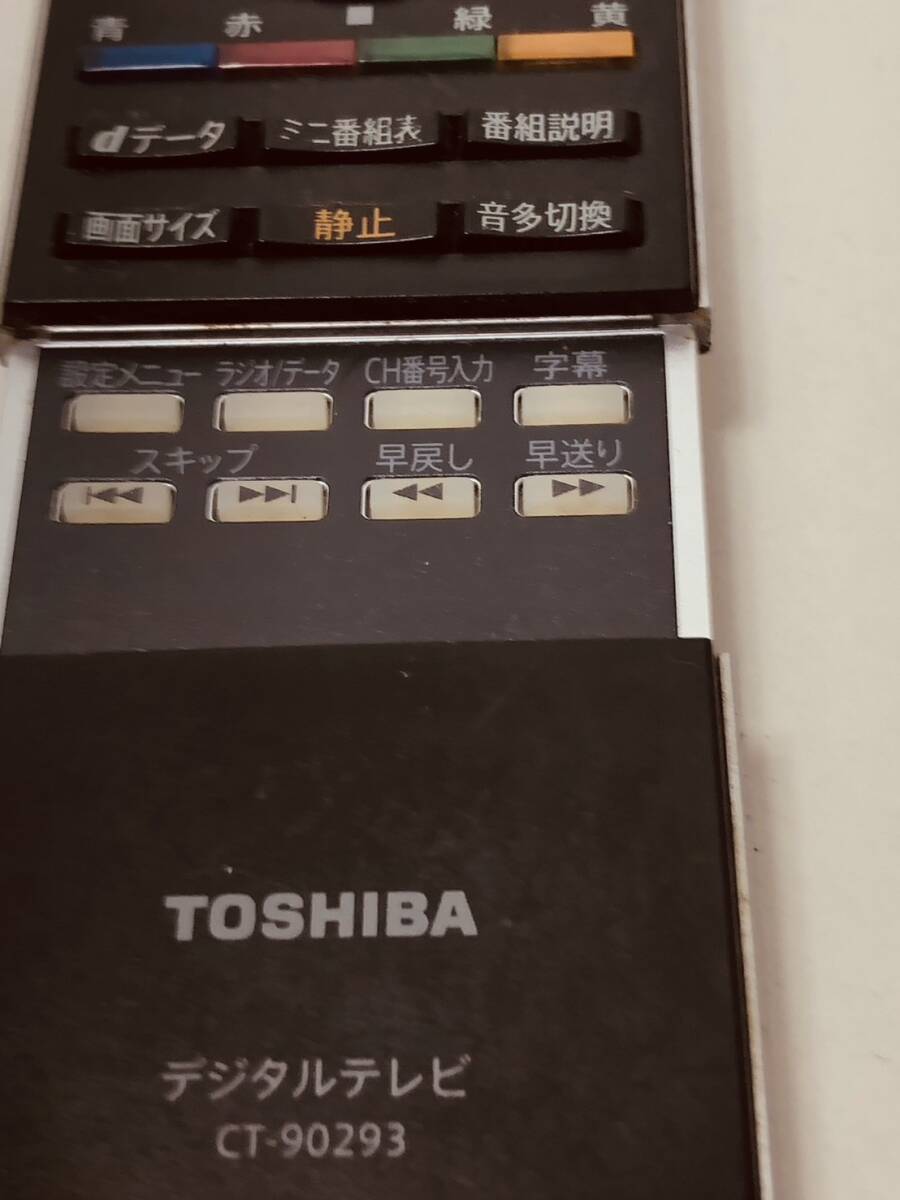 青 赤 緑 黄
dデータ ミニ番組表 番組説明
画面サイズ 静止 音多切換
設定メニュー ラジオ/データ CH番号入力 字幕
スキップ 早戻し 早送り
TOSHIBA
デジタルテレビ
CT-90293